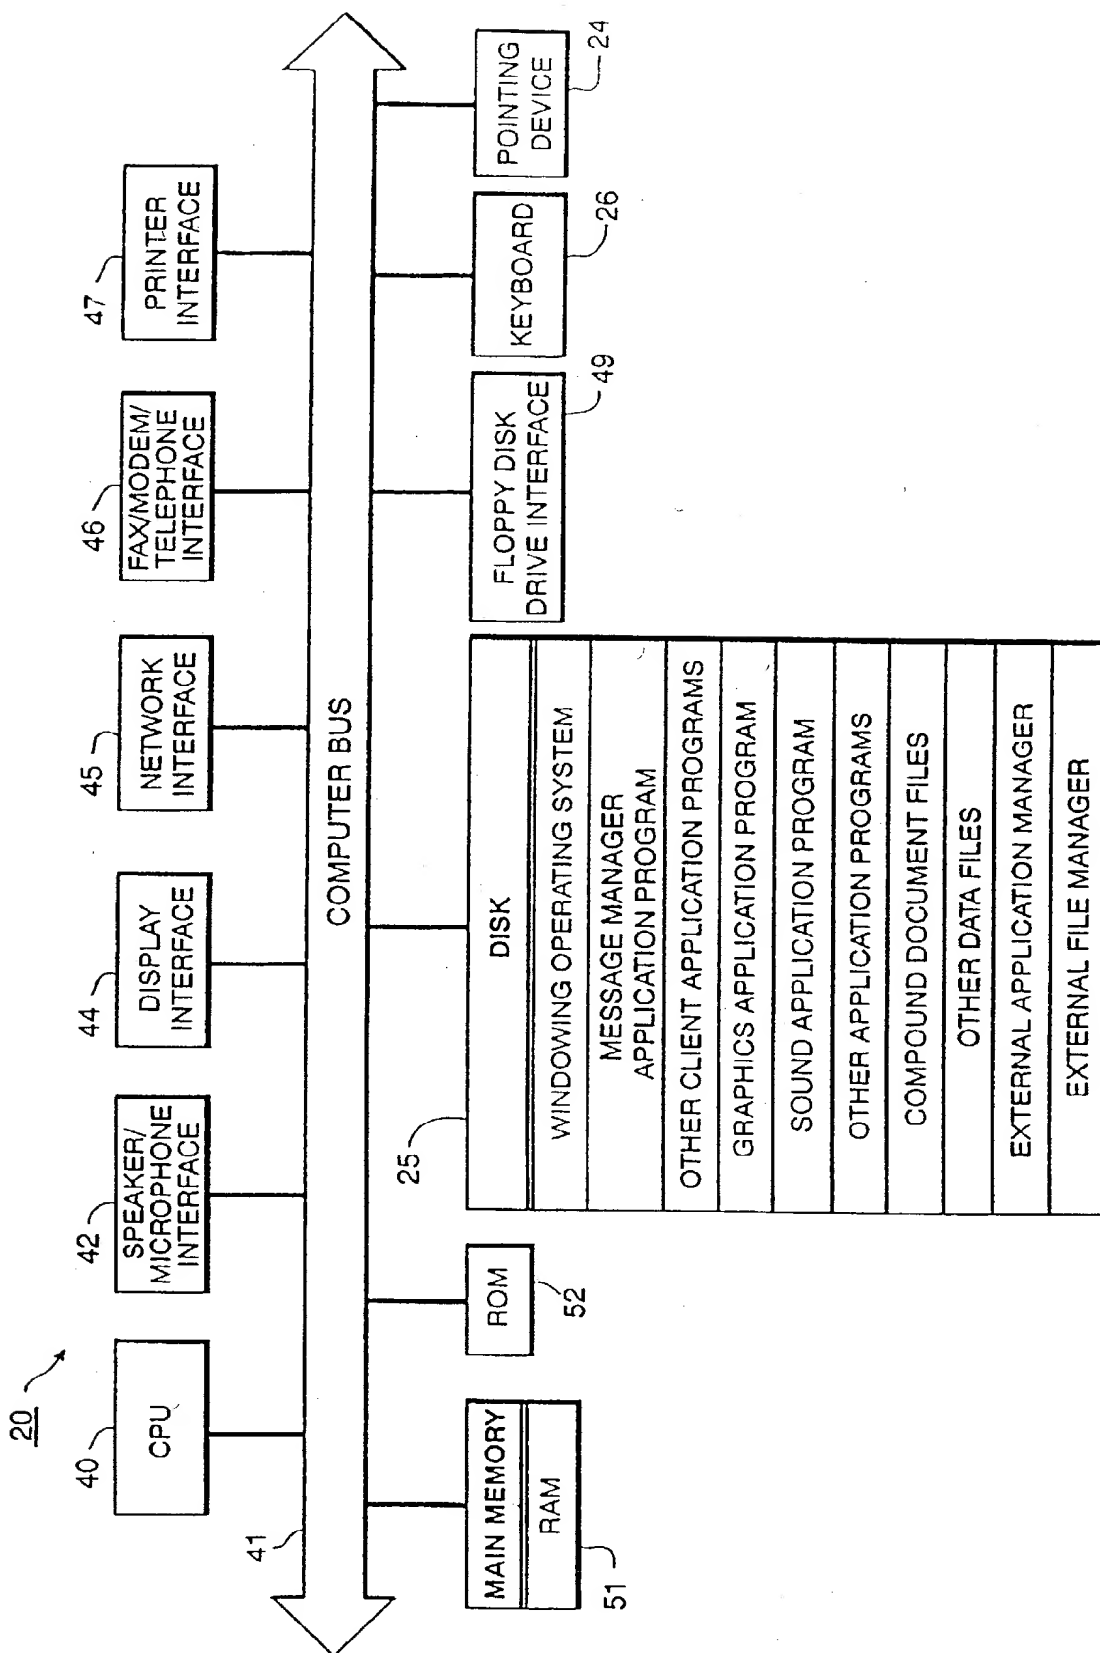 20
40
CPU
42
SPEAKER/
MICROPHONE
INTERFACE
44
DISPLAY
INTERFACE
45
NETWORK
INTERFACE
46
FAX/MODEM/
TELEPHONE
INTERFACE
47
PRINTER
INTERFACE
41
COMPUTER BUS
MAIN MEMORY
RAM
51
ROM
52
25
DISK
WINDOWING OPERATING SYSTEM
MESSAGE MANAGER
APPLICATION PROGRAM
OTHER CLIENT APPLICATION PROGRAMS
GRAPHICS APPLICATION PROGRAM
SOUND APPLICATION PROGRAM
OTHER APPLICATION PROGRAMS
COMPOUND DOCUMENT FILES
OTHER DATA FILES
EXTERNAL APPLICATION MANAGER
EXTERNAL FILE MANAGER
FLOPPY DISK
DRIVE INTERFACE
49
KEYBOARD
26
POINTING
DEVICE
24